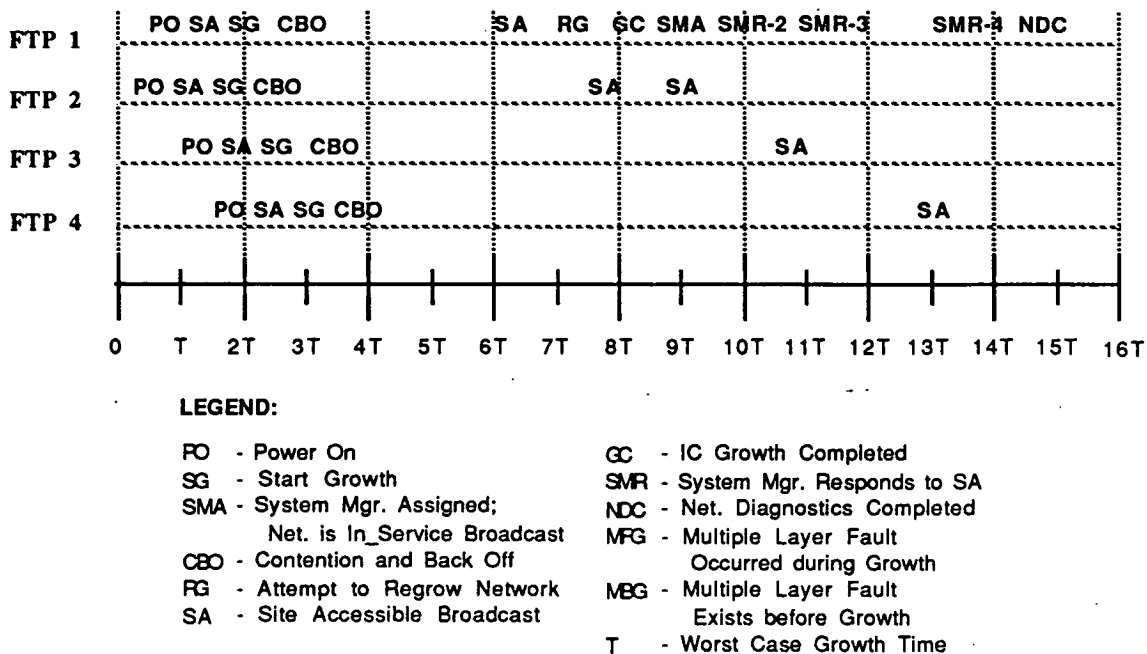 FTP 1 PO SA SG CBO SA RG GC SMA SMR-2 SMR-3 SMR-4 NDC
FTP 2 PO SA SG CBO SA SA
FTP 3 PO SA SG CBO SA
FTP 4 PO SA SG CBO SA
0 T 2T 3T 4T 5T 6T 7T 8T 9T 10T 11T 12T 13T 14T 15T 16T
LEGEND:
PO - Power On
SG - Start Growth
SMA - System Mgr. Assigned;
Net. is In_Service Broadcast
CBO - Contention and Back Off
RG - Attempt to Regrow Network
SA - Site Accessible Broadcast
GC - IC Growth Completed
SMR - System Mgr. Responds to SA
NDC - Net. Diagnostics Completed
MFG - Multiple Layer Fault
Occurred during Growth
MBG - Multiple Layer Fault
Exists before Growth
T - Worst Case Growth Time